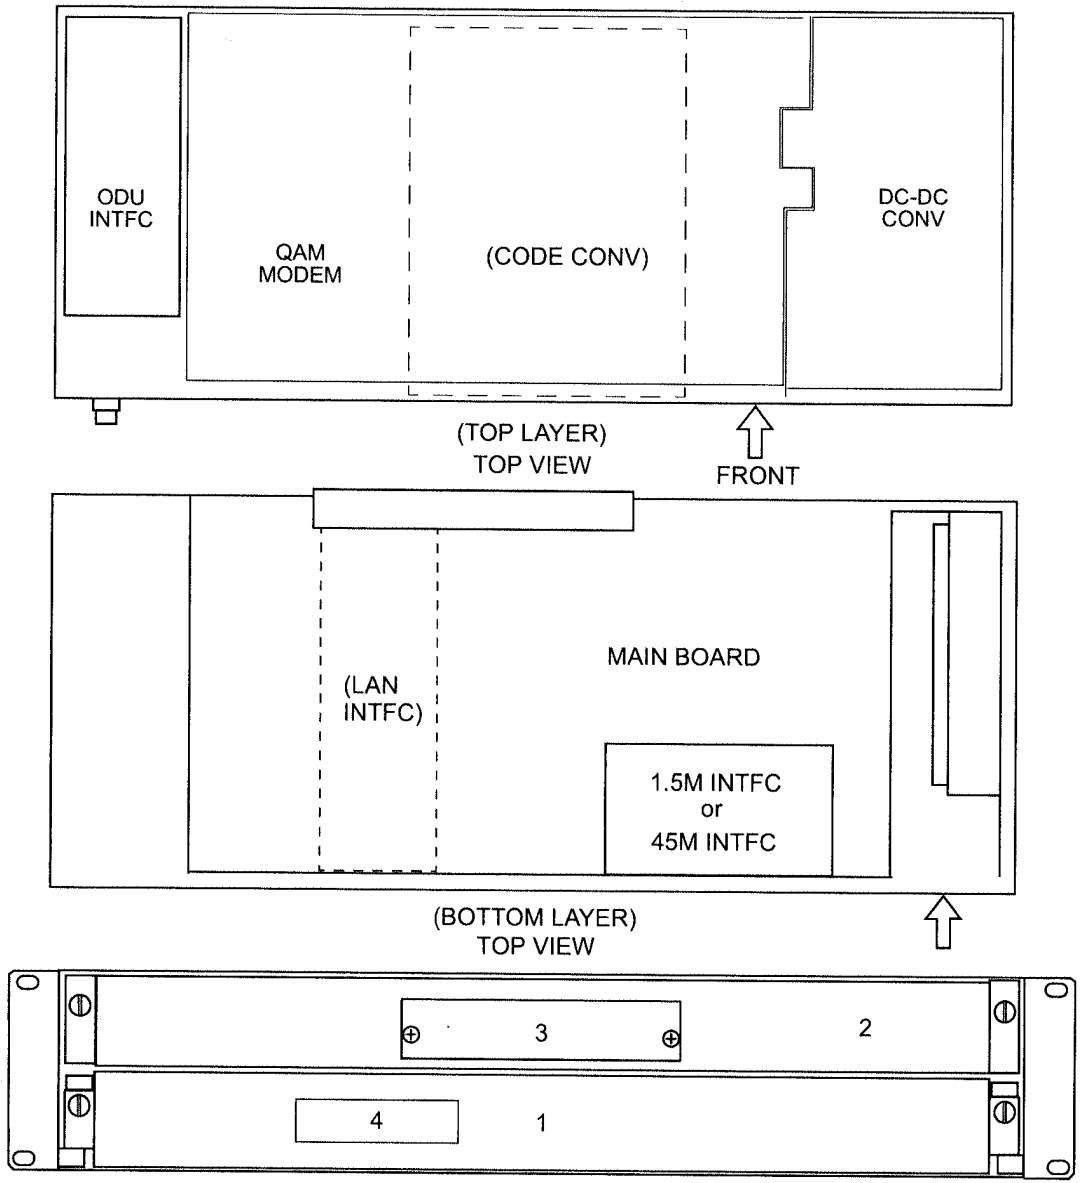 ODU
INTFC
QAM
MODEM
(CODE CONV)
DC-DC
CONV
(TOP LAYER)
TOP VIEW
FRONT
(LAN
INTFC)
MAIN BOARD
1.5M INTFC
or
45M INTFC
(BOTTOM LAYER)
TOP VIEW
3
2
4
1